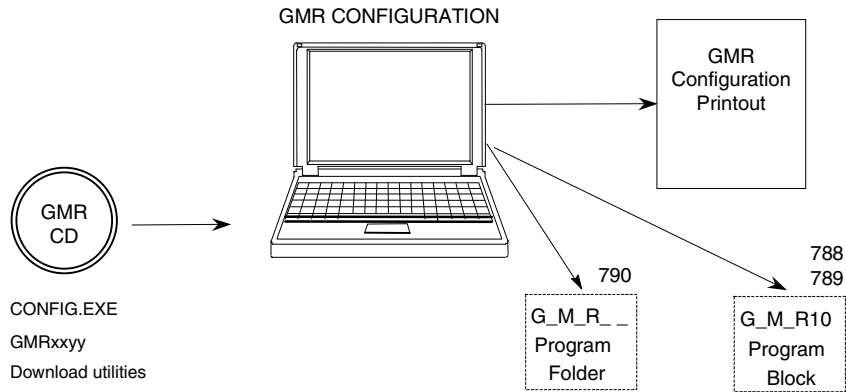 GMR CONFIGURATION
GMR
Configuration
Printout
GMR
CD
CONFIG.EXE
GMRxxyy
Download utilities
790
G_M_R_ _
Program
Folder
788
789
G_M_R10
Program
Block